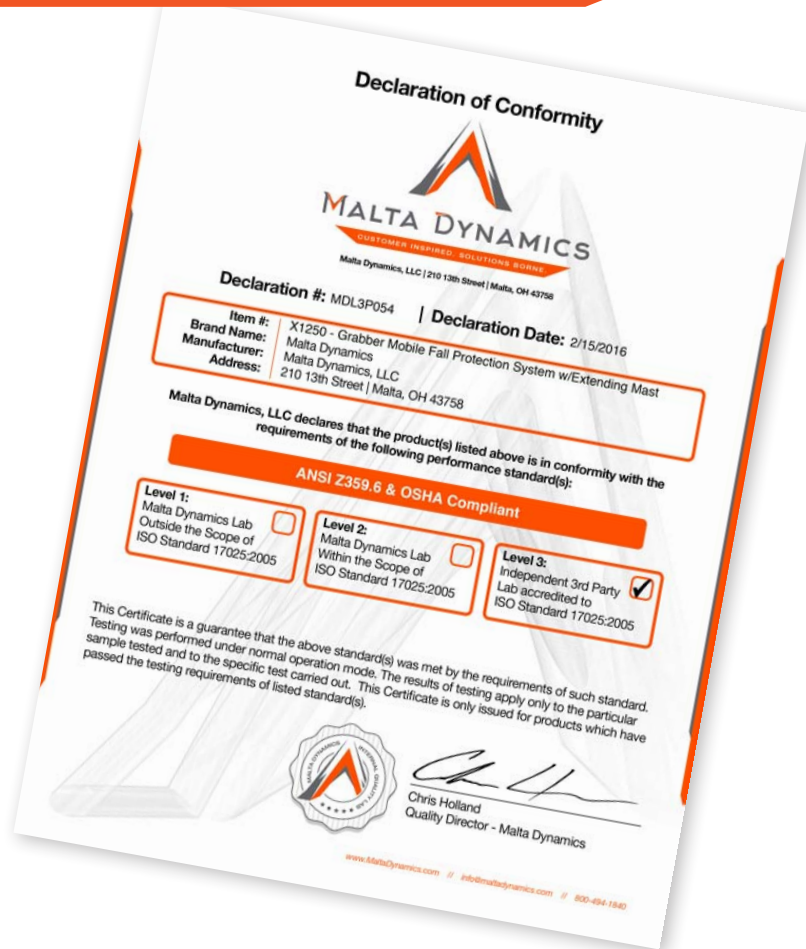 Declaration of Conformity
MALTA DYNAMICS
CUSTOMER INSPIRED. SOLUTIONS BORNE.
Malta Dynamics, LLC | 210 13th Street | Malta, OH 43758
Declaration #: MDL3P054 | Declaration Date: 2/15/2016
Item #: X1250 - Grabber Mobile Fall Protection System w/Extending Mast
Brand Name: Malta Dynamics
Manufacturer: Malta Dynamics, LLC
Address: 210 13th Street | Malta, OH 43758
Malta Dynamics, LLC declares that the product(s) listed above is in conformity with the
requirements of the following performance standard(s):
ANSI Z359.6 & OSHA Compliant
Level 1:
Malta Dynamics Lab
Outside the Scope of
ISO Standard 17025:2005
Level 2:
Malta Dynamics Lab
Within the Scope of
ISO Standard 17025:2005
Level 3:
Independent 3rd Party
Lab accredited to
ISO Standard 17025:2005
This Certificate is a guarantee that the above standard(s) was met by the requirements of such standard.
Testing was performed under normal operation mode. The results of testing apply only to the particular
sample tested and to the specific test carried out. This Certificate is only issued for products which have
passed the testing requirements of listed standard(s).
MALTA DYNAMICS INTERNAL QUALITY LAB
Chris Holland
Quality Director - Malta Dynamics
www.MaltaDynamics.com // info@maltadynamics.com // 800-494-1840